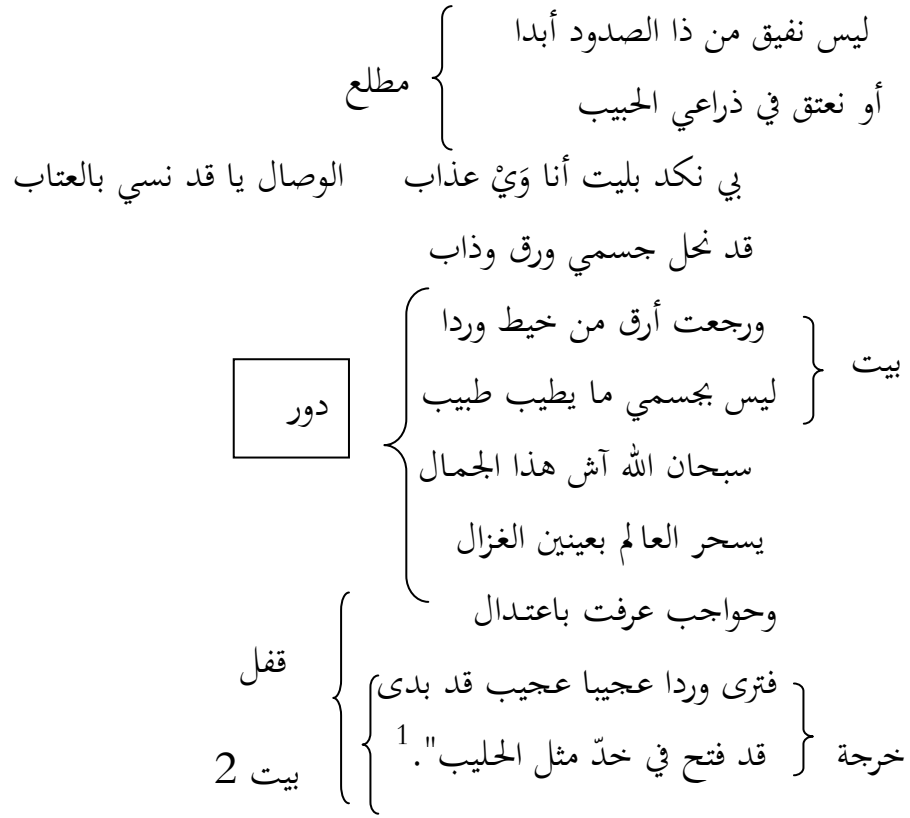 ليس نفيق من ذا الصدود أبدا
مطلع
أو نعتق في ذراعي الحبيب
بي نكد بليت أنا وَيْ عذاب الوصال يا قد نسي بالعتاب
قد نحل جسمي ورق وذاب
ورجعت أرق من خيط وردا
بيت
ليس بجسمي ما يطيب طبيب
دور
سبحان الله آش هذا الجمال
يسحر العالم بعينين الغزال
وحواجب عرفت باعتدال
قفل
فترى وردا عجيبا عجيب قد بدى
خرجة
قد فتح في خدّ مثل الحليب". 1
بيت 2